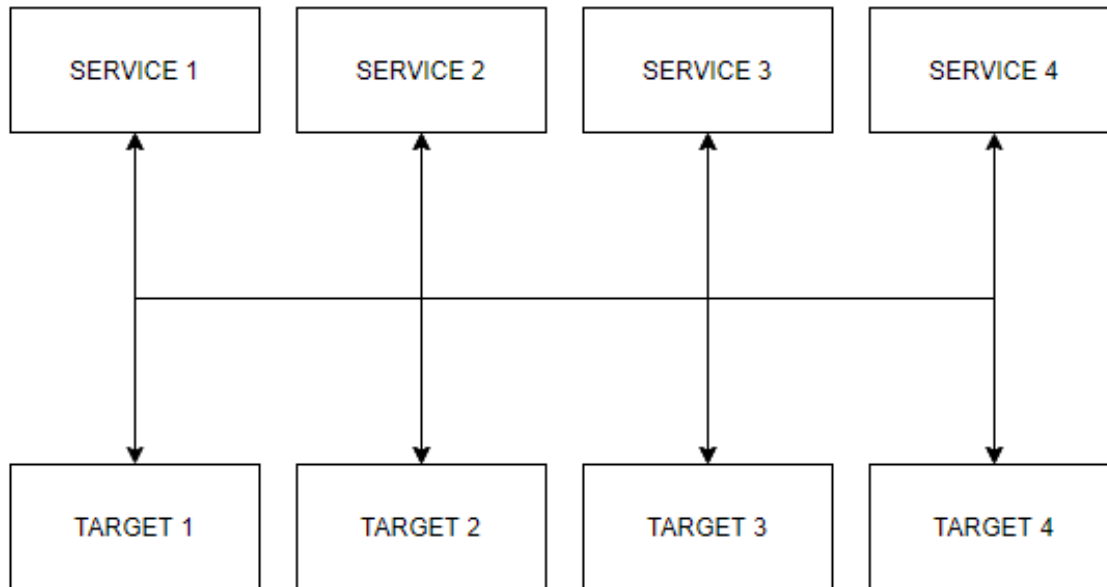 SERVICE 1
SERVICE 2
SERVICE 3
SERVICE 4
TARGET 1
TARGET 2
TARGET 3
TARGET 4